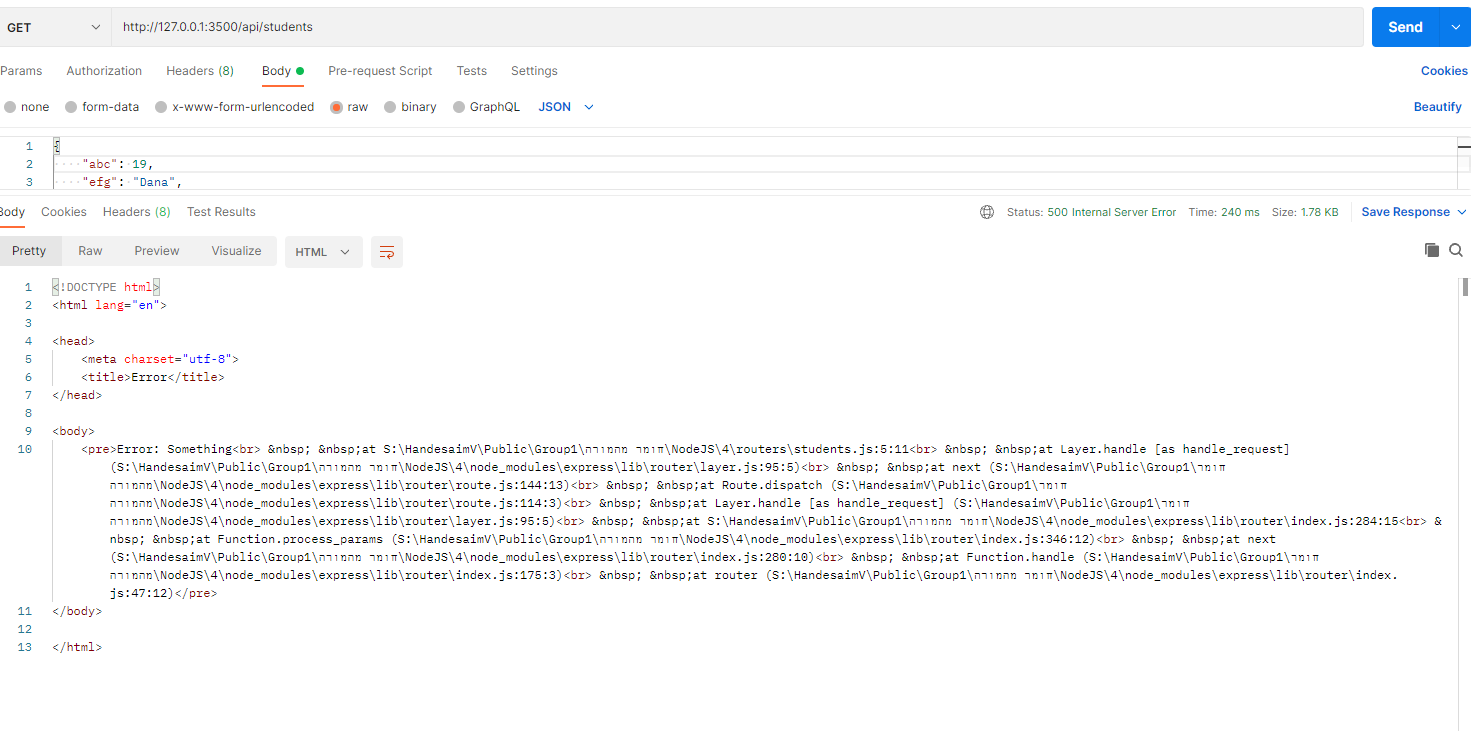 GET http://127.0.0.1:3500/api/students Send
Params Authorization Headers (8) Body Pre-request Script Tests Settings Cookies
none form-data x-www-form-urlencoded raw binary GraphQL JSON Beautify
1 {
2 "abc": 19,
3 "efg": "Dana",
Body Cookies Headers (8) Test Results Status: 500 Internal Server Error Time: 240 ms Size: 1.78 KB Save Response
Pretty Raw Preview Visualize HTML
1 <!DOCTYPE html>
2 <html lang="en">
3
4 <head>
5 <meta charset="utf-8">
6 <title>Error</title>
7 </head>
8
9 <body>
10 <pre>Error: Something<br> &nbsp; &nbsp;at S:\HandesaimV\Public\Group1\חומר מהמורה\NodeJS\4\routers\students.js:5:11<br> &nbsp; &nbsp;at Layer.handle [as handle_request]
(S:\HandesaimV\Public\Group1\חומר מהמורה\NodeJS\4\node_modules\express\lib\router\layer.js:95:5)<br> &nbsp; &nbsp;at next (S:\HandesaimV\Public\Group1\חומר
מהמורה\NodeJS\4\node_modules\express\lib\router\route.js:144:13)<br> &nbsp; &nbsp;at Route.dispatch (S:\HandesaimV\Public\Group1\חומר
מהמורה\NodeJS\4\node_modules\express\lib\router\route.js:114:3)<br> &nbsp; &nbsp;at Layer.handle [as handle_request] (S:\HandesaimV\Public\Group1\חומר
מהמורה\NodeJS\4\node_modules\express\lib\router\layer.js:95:5)<br> &nbsp; &nbsp;at S:\HandesaimV\Public\Group1\חומר מהמורה\NodeJS\4\node_modules\express\lib\router\index.js:284:15<br> &
nbsp; &nbsp;at Function.process_params (S:\HandesaimV\Public\Group1\חומר מהמורה\NodeJS\4\node_modules\express\lib\router\index.js:346:12)<br> &nbsp; &nbsp;at next
(S:\HandesaimV\Public\Group1\חומר מהמורה\NodeJS\4\node_modules\express\lib\router\index.js:280:10)<br> &nbsp; &nbsp;at Function.handle (S:\HandesaimV\Public\Group1\חומר
מהמורה\NodeJS\4\node_modules\express\lib\router\index.js:175:3)<br> &nbsp; &nbsp;at router (S:\HandesaimV\Public\Group1\חומר מהמורה\NodeJS\4\node_modules\express\lib\router\index.
js:47:12)</pre>
11 </body>
12
13 </html>